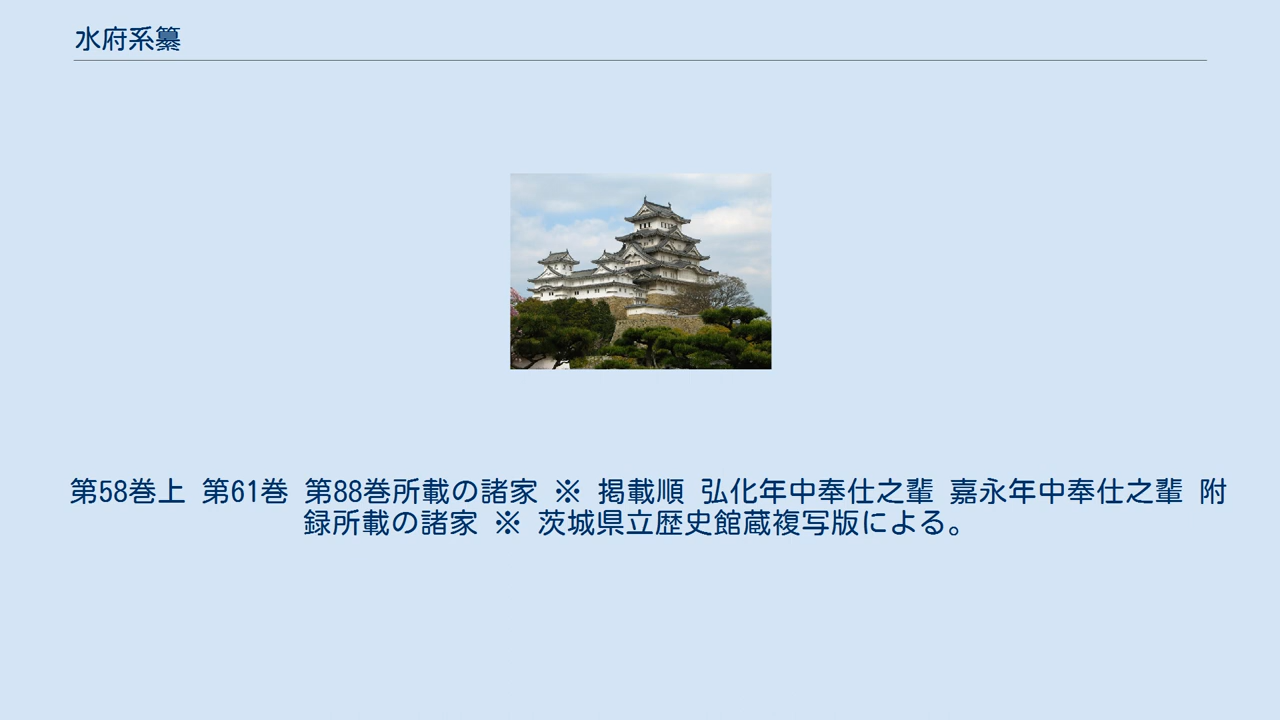 水府系纂
第58巻上 第61巻 第88巻所載の諸家 ※ 掲載順 弘化年中奉仕之輩 嘉永年中奉仕之輩 附
録所載の諸家 ※ 茨城県立歴史館蔵複写版による。